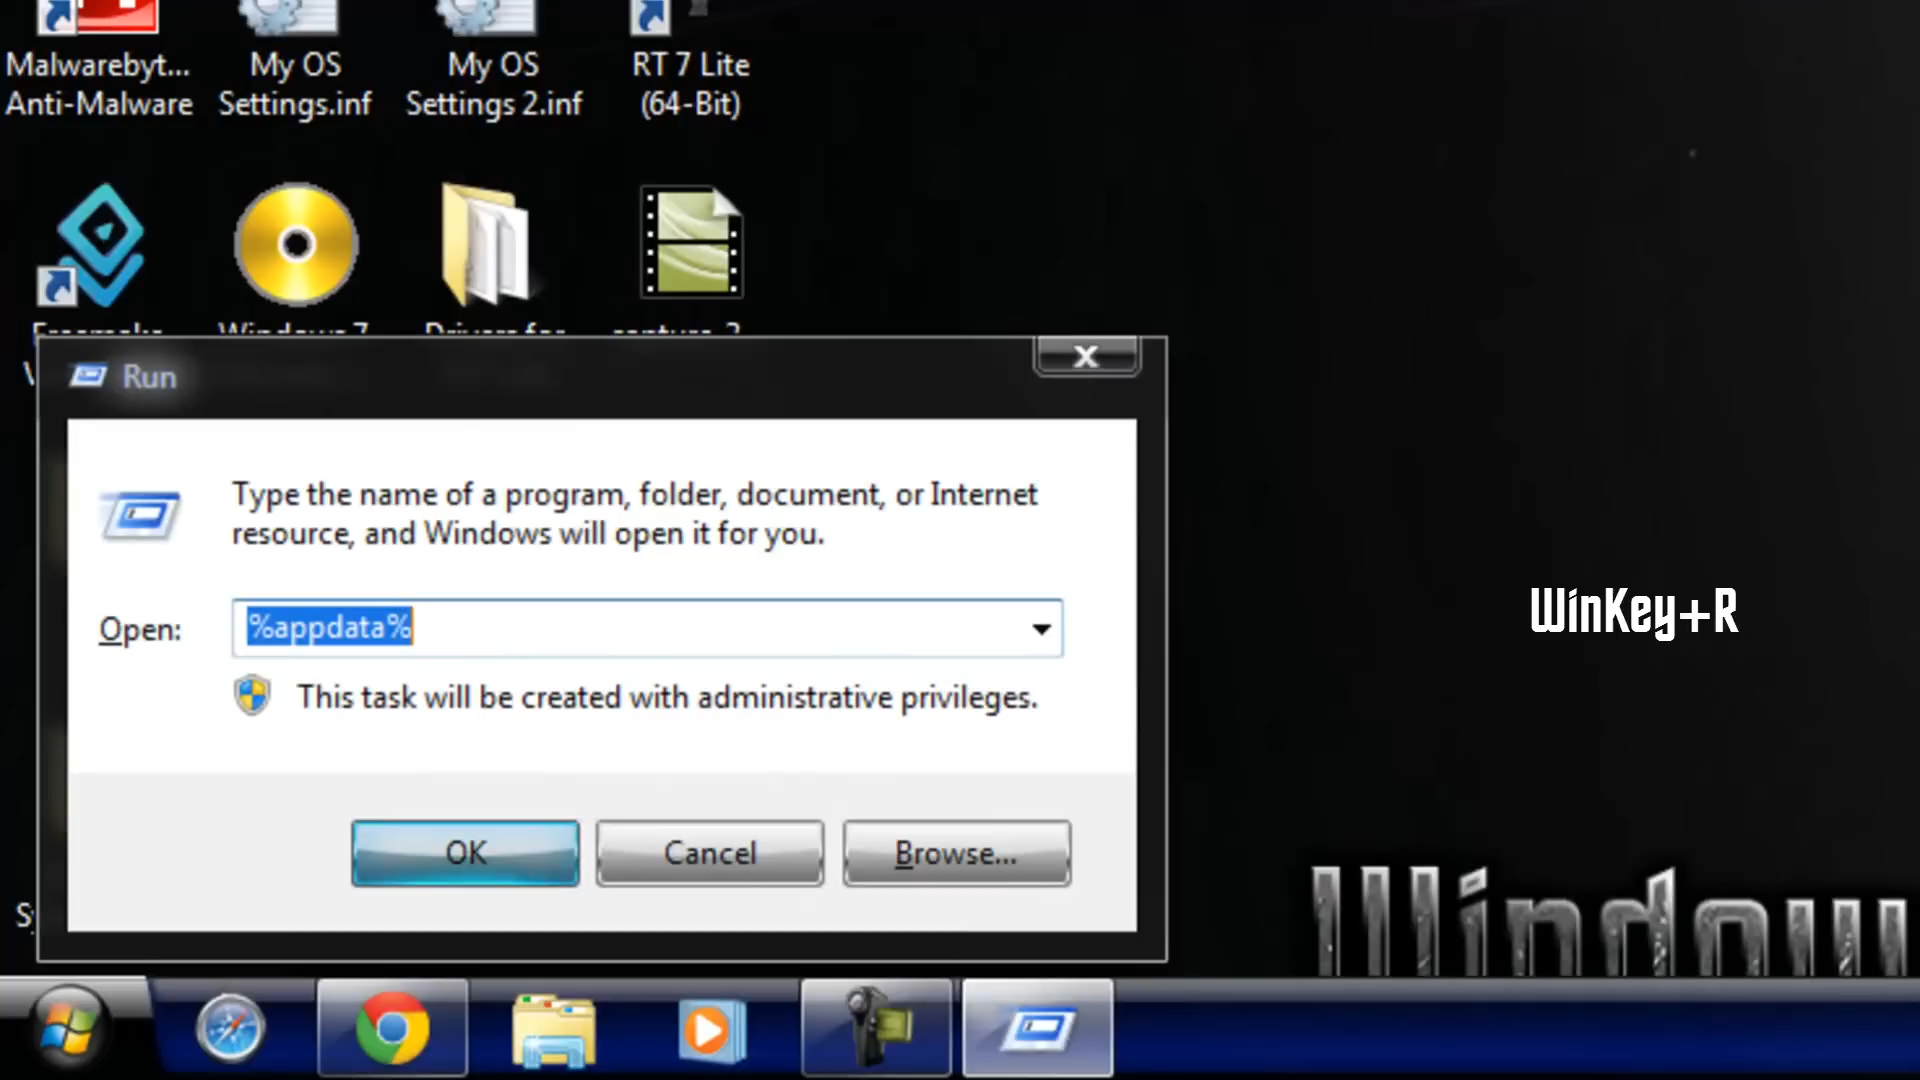 Malwarebyt...
Anti-Malware
My OS
Settings.inf
My OS
Settings 2.inf
RT 7 Lite
(64-Bit)
Run
Type the name of a program, folder, document, or Internet
resource, and Windows will open it for you.
Open:
%appdata%
This task will be created with administrative privileges.
OK
Cancel
Browse...
WinKey+R
Window